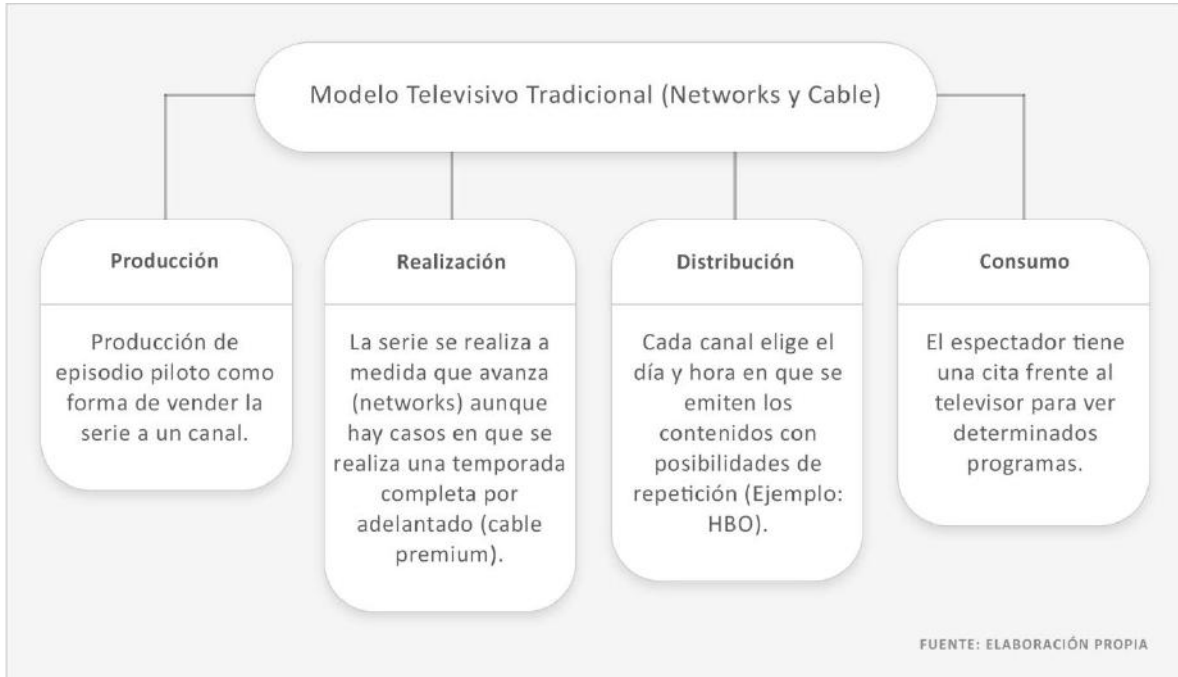 Modelo Televisivo Tradicional (Networks y Cable)
Producción
Producción de
episodio piloto como
forma de vender la
serie a un canal.
Realización
La serie se realiza a
medida que avanza
(networks) aunque
hay casos en que se
realiza una temporada
completa por
adelantado (cable
premium).
Distribución
Cada canal elige el
día y hora en que se
emiten los
contenidos con
posibilidades de
repetición (Ejemplo:
HBO).
Consumo
El espectador tiene
una cita frente al
televisor para ver
determinados
programas.
FUENTE: ELABORACIÓN PROPIA